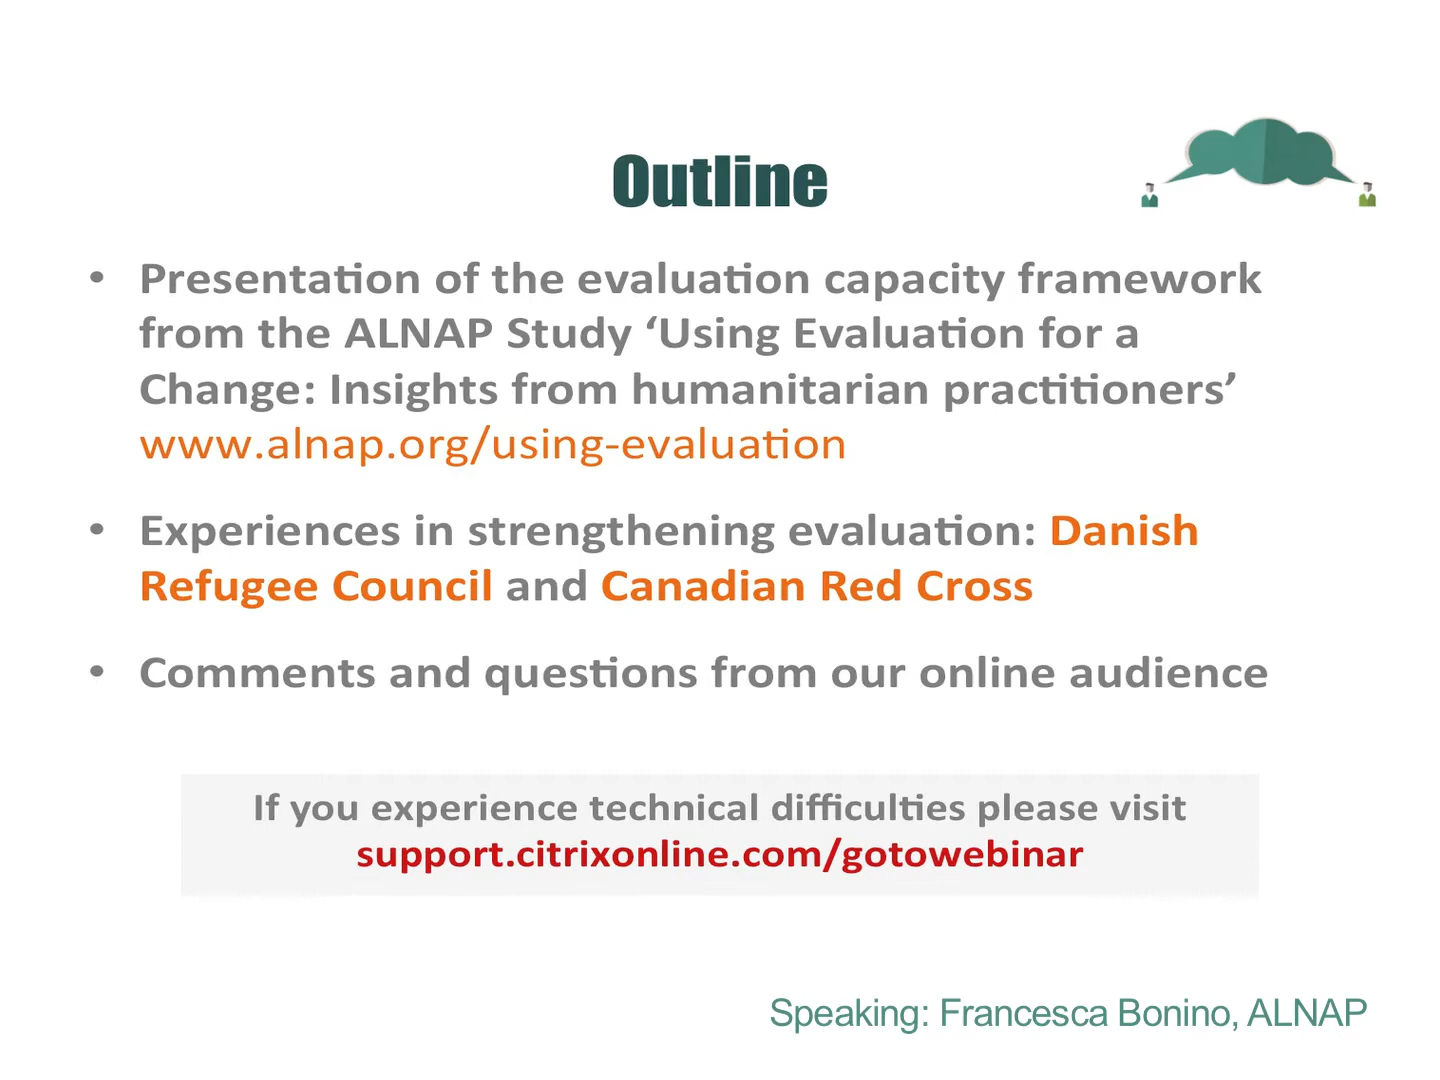 Outline
• Presentation of the evaluation capacity framework
from the ALNAP Study ‘Using Evaluation for a
Change: Insights from humanitarian practitioners’
www.alnap.org/using-evaluation
• Experiences in strengthening evaluation: Danish
Refugee Council and Canadian Red Cross
• Comments and questions from our online audience
If you experience technical difficulties please visit
support.citrixonline.com/gotowebinar
Speaking: Francesca Bonino, ALNAP